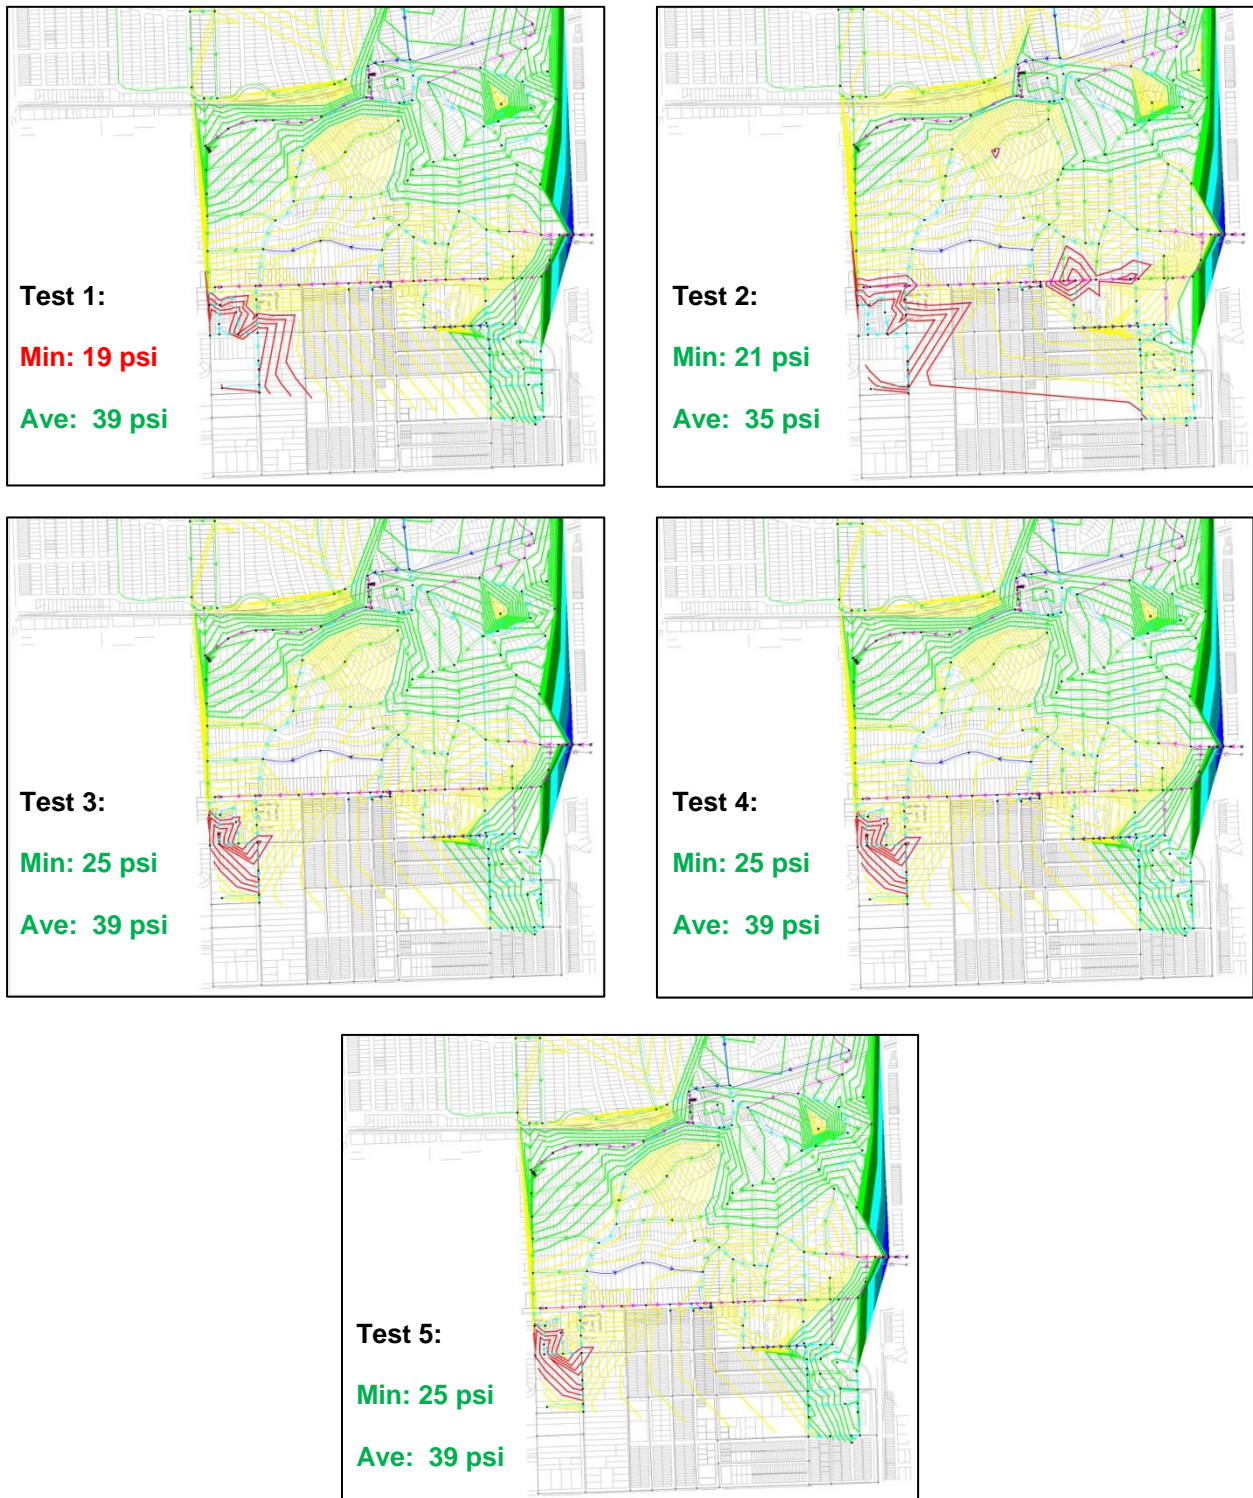 Test 1:
Min: 19 psi
Ave: 39 psi
Test 2:
Min: 21 psi
Ave: 35 psi
Test 3:
Min: 25 psi
Ave: 39 psi
Test 4:
Min: 25 psi
Ave: 39 psi
Test 5:
Min: 25 psi
Ave: 39 psi